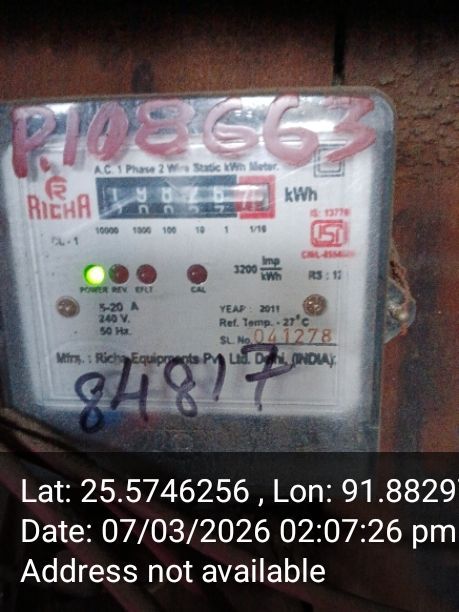 P108663
A.C. 1 Phase 2 Wire Static kWh Meter.
RICHA
kWh
IS: 13779
10000 1000 100 10 1 1/10
CL - 1
ISI
3200 imp/kWh
RS : 12
POWER REV. EFLT CAL
5-20 A
240 V.
50 Hz.
YEAR : 2011
Ref. Temp. - 27°C
SL. No. 041278
Mfrs. : Richa Equipments Pvt. Ltd. Delhi, (INDIA)
84817
Lat: 25.5746256 , Lon: 91.8829
Date: 07/03/2026 02:07:26 pm
Address not available